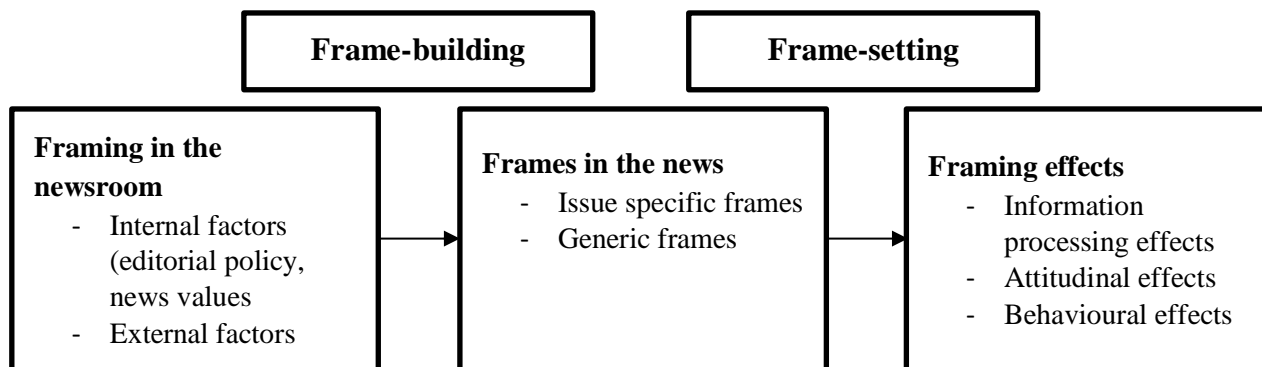 Frame-building
Frame-setting
Framing in the
newsroom
- Internal factors
(editorial policy,
news values
- External factors
Frames in the news
- Issue specific frames
- Generic frames
Framing effects
- Information
processing effects
- Attitudinal effects
- Behavioural effects